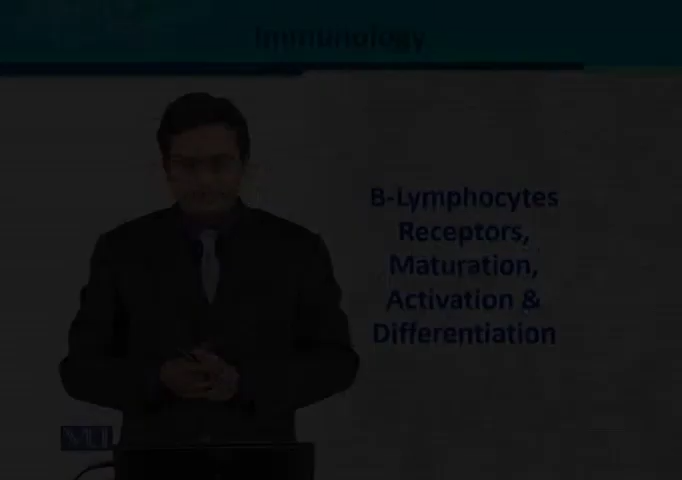 Immunology
B-Lymphocytes
Receptors,
Maturation,
Activation &
Differentiation